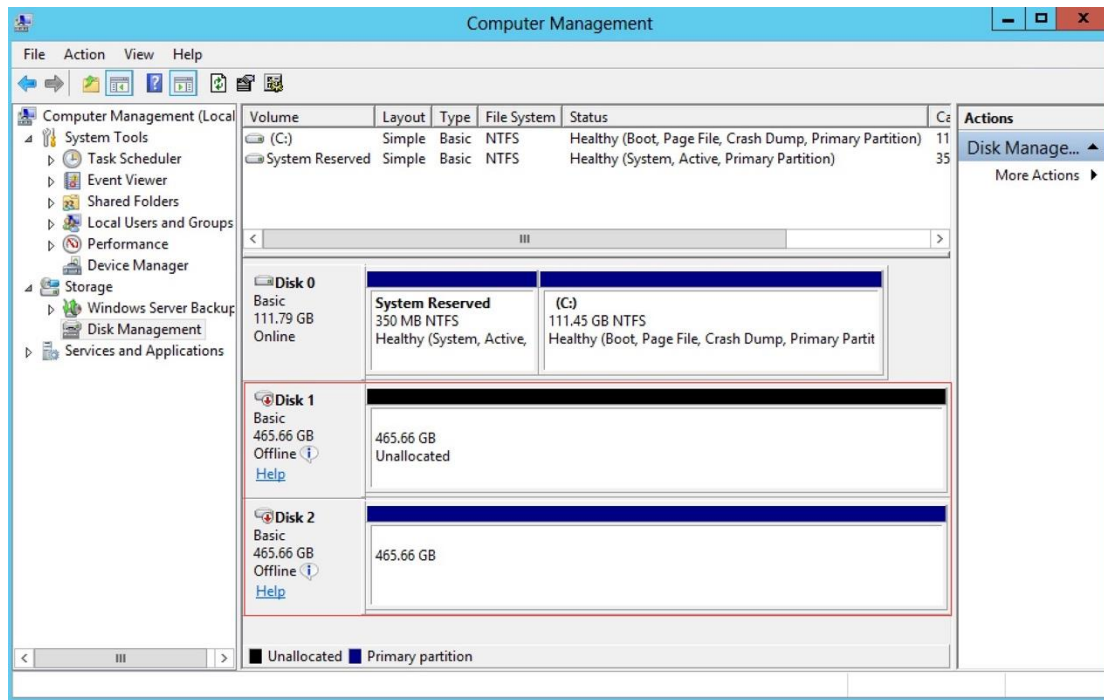 Computer Management
File Action View Help
Computer Management (Local
System Tools
Task Scheduler
Event Viewer
Shared Folders
Local Users and Groups
Performance
Device Manager
Storage
Windows Server Backup
Disk Management
Services and Applications
Volume Layout Type File System Status Ca
(C:) Simple Basic NTFS Healthy (Boot, Page File, Crash Dump, Primary Partition) 11
System Reserved Simple Basic NTFS Healthy (System, Active, Primary Partition) 35
Disk 0
Basic
111.79 GB
Online
System Reserved
350 MB NTFS
Healthy (System, Active,
(C:)
111.45 GB NTFS
Healthy (Boot, Page File, Crash Dump, Primary Partit
Disk 1
Basic
465.66 GB
Offline
Help
465.66 GB
Unallocated
Disk 2
Basic
465.66 GB
Offline
Help
465.66 GB
Unallocated Primary partition
Actions
Disk Manage...
More Actions